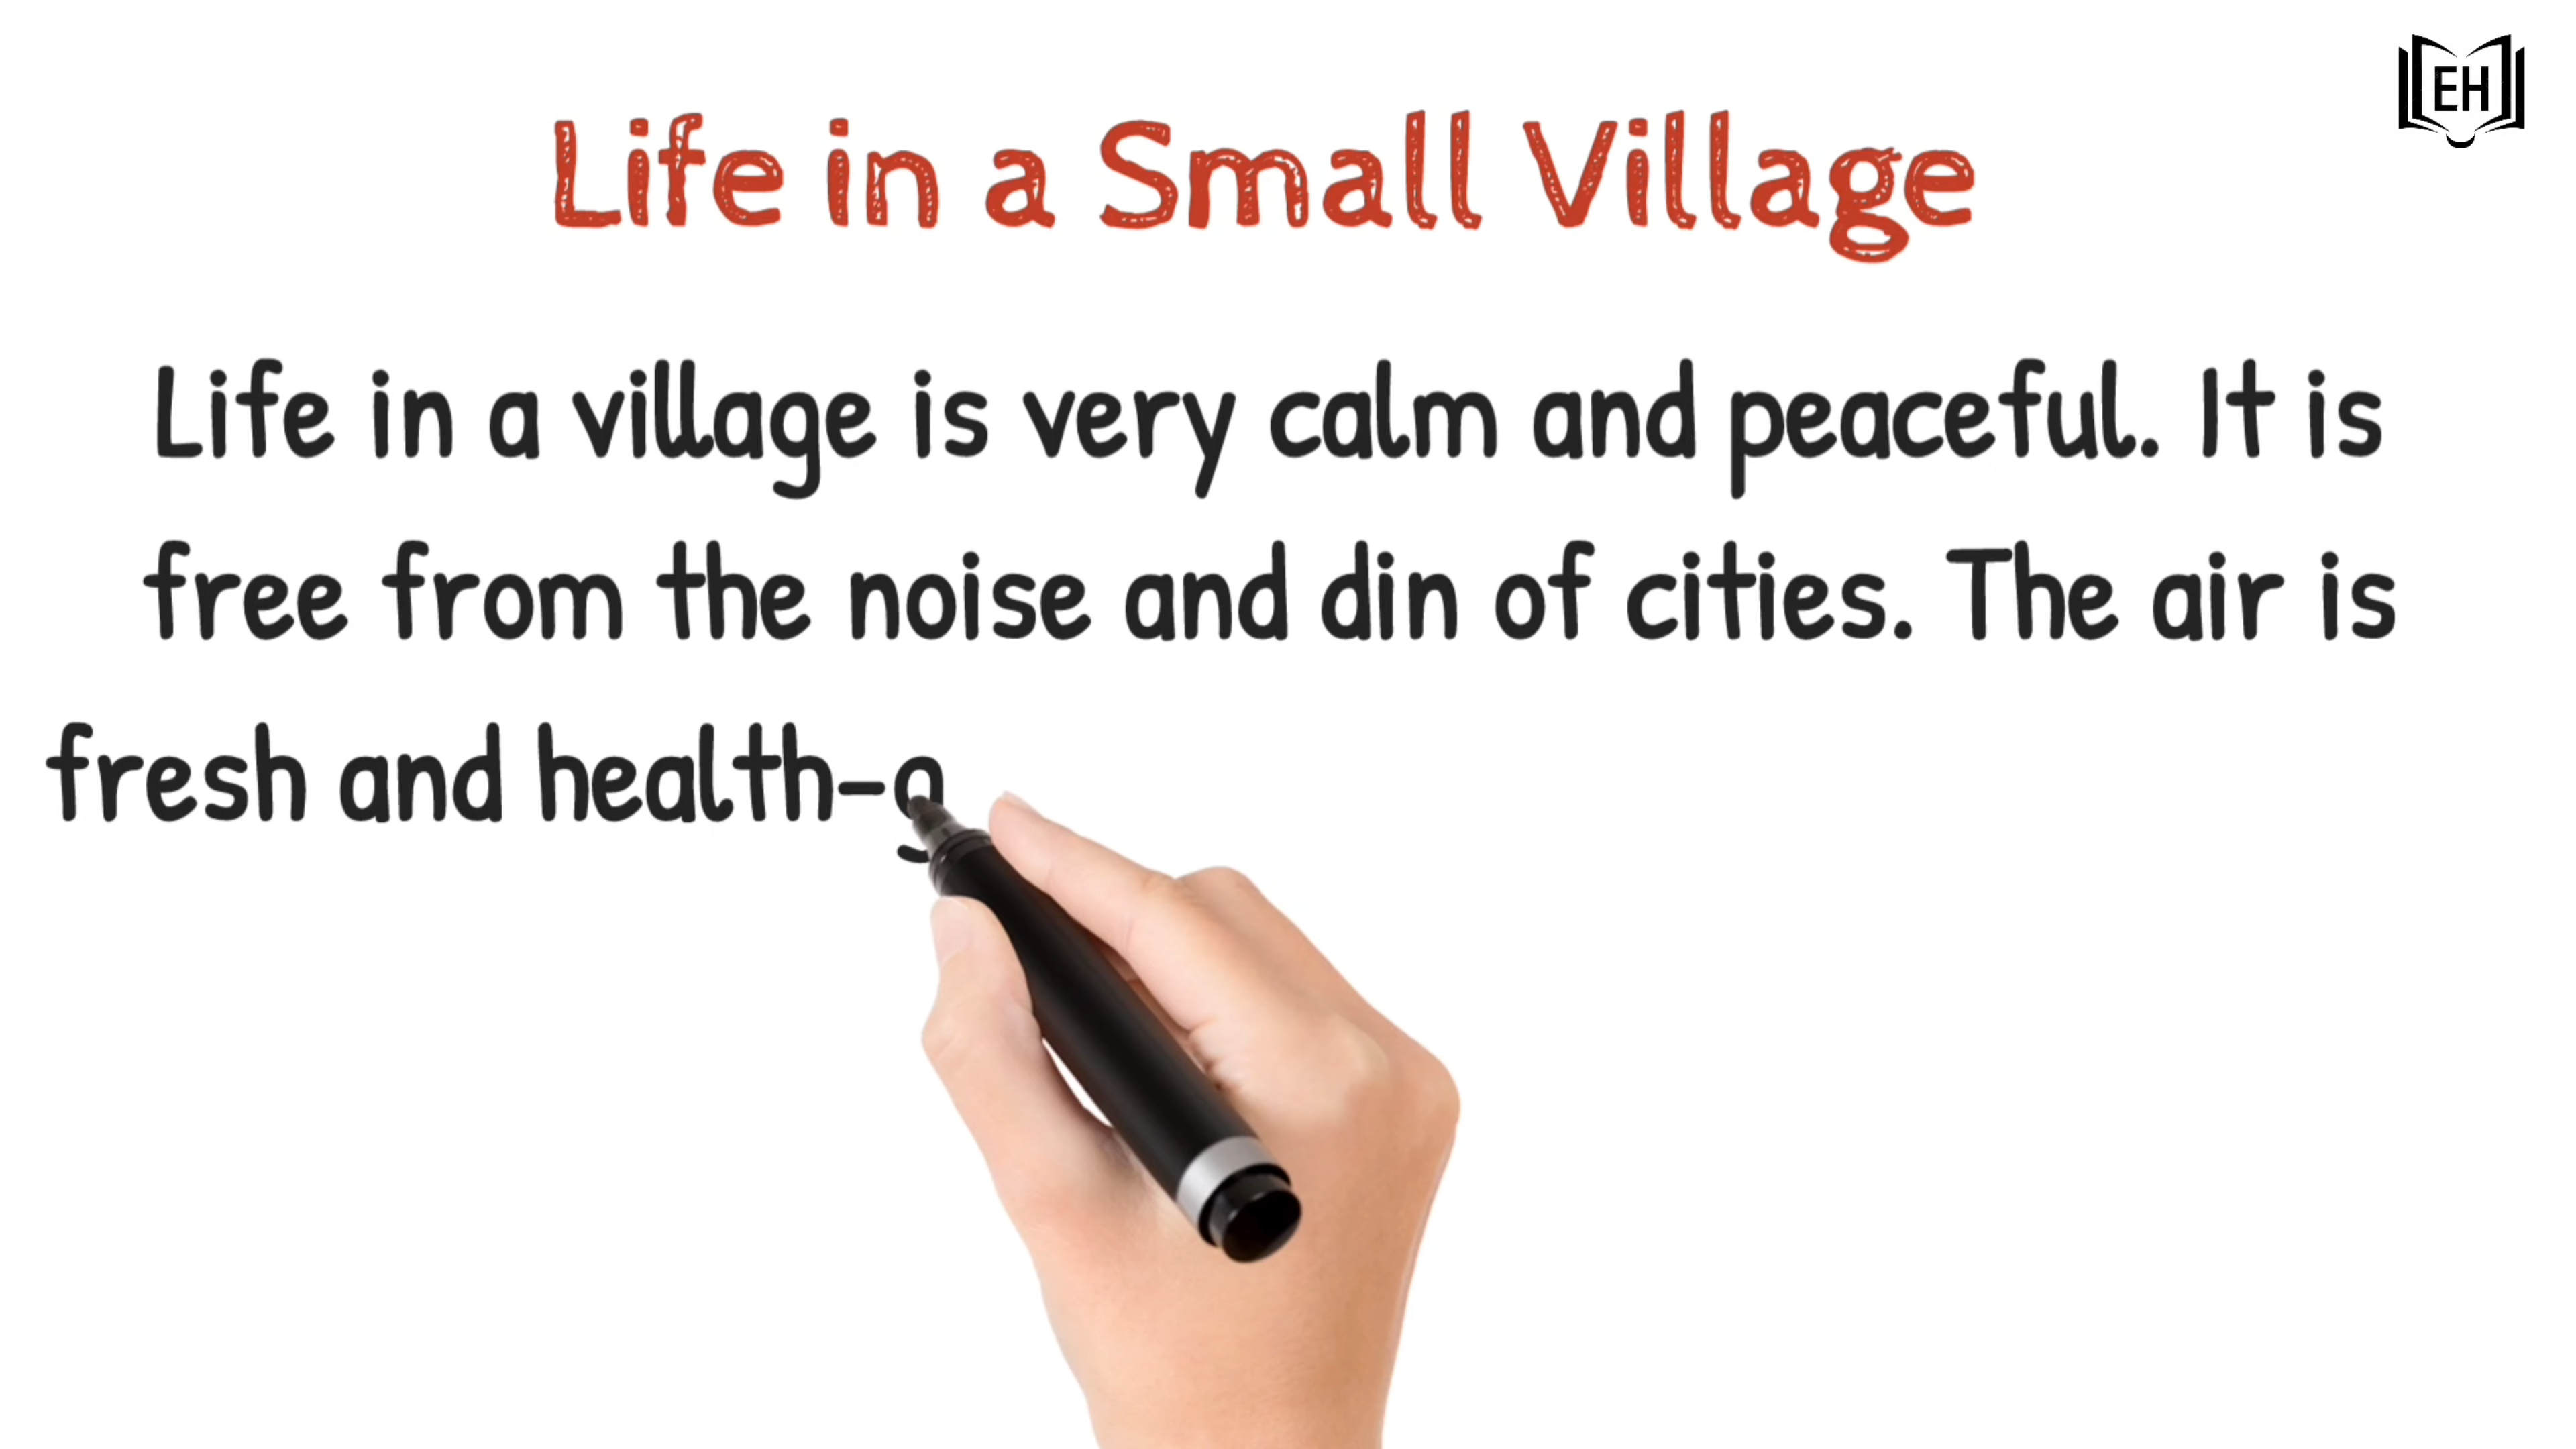 EH
Life in a Small Village
Life in a village is very calm and peaceful. It is
free from the noise and din of cities. The air is
fresh and health-g